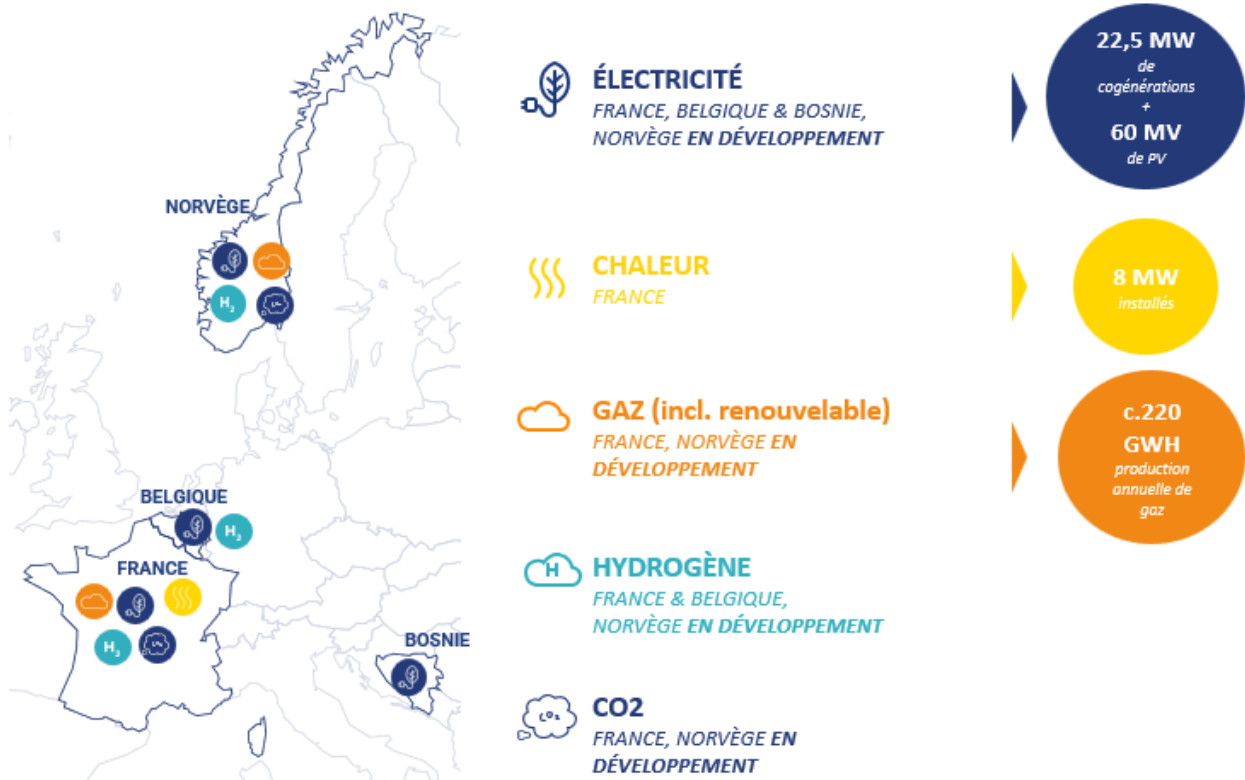 NORVÈGE
H2
CO2
BELGIQUE
H2
FRANCE
H2
BOSNIE
ÉLECTRICITÉ
FRANCE, BELGIQUE & BOSNIE,
NORVÈGE EN DÉVELOPPEMENT
22,5 MW
de
cogénérations
+
60 MV
de PV
CHALEUR
FRANCE
8 MW
installés
GAZ (incl. renouvelable)
FRANCE, NORVÈGE EN
DÉVELOPPEMENT
c.220
GWH
production
annuelle de
gaz
H
HYDROGÈNE
FRANCE & BELGIQUE,
NORVÈGE EN DÉVELOPPEMENT
CO2
CO2
FRANCE, NORVÈGE EN
DÉVELOPPEMENT